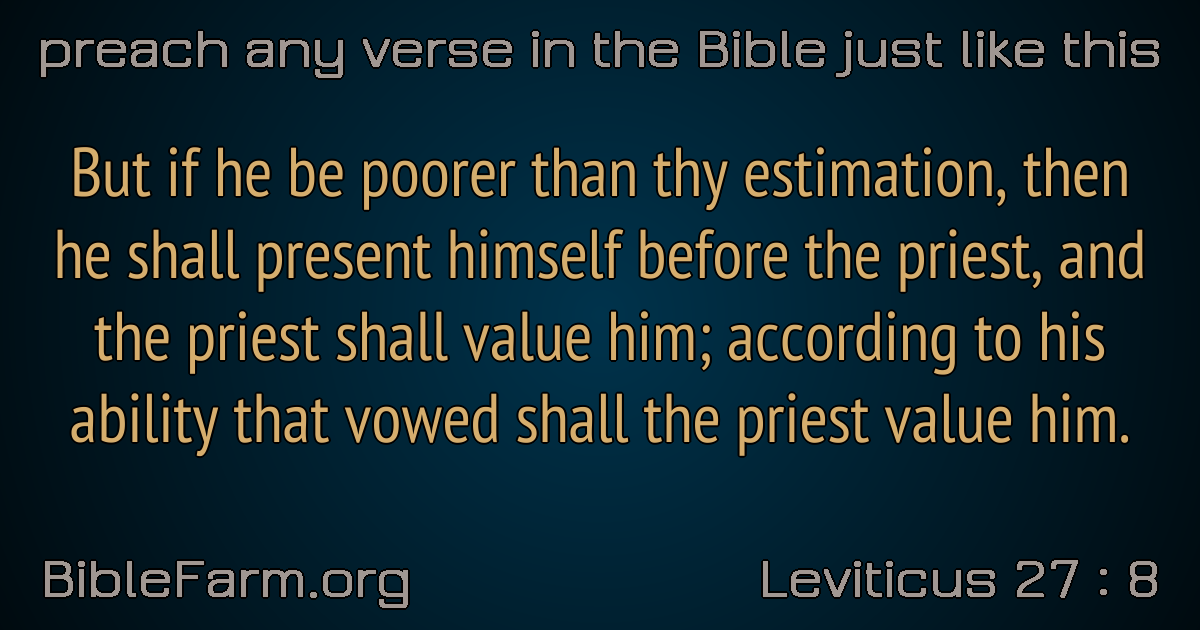 preach any verse in the Bible just like this
But if he be poorer than thy estimation, then
he shall present himself before the priest, and
the priest shall value him; according to his
ability that vowed shall the priest value him.
BibleFarm.org
Leviticus 27 : 8